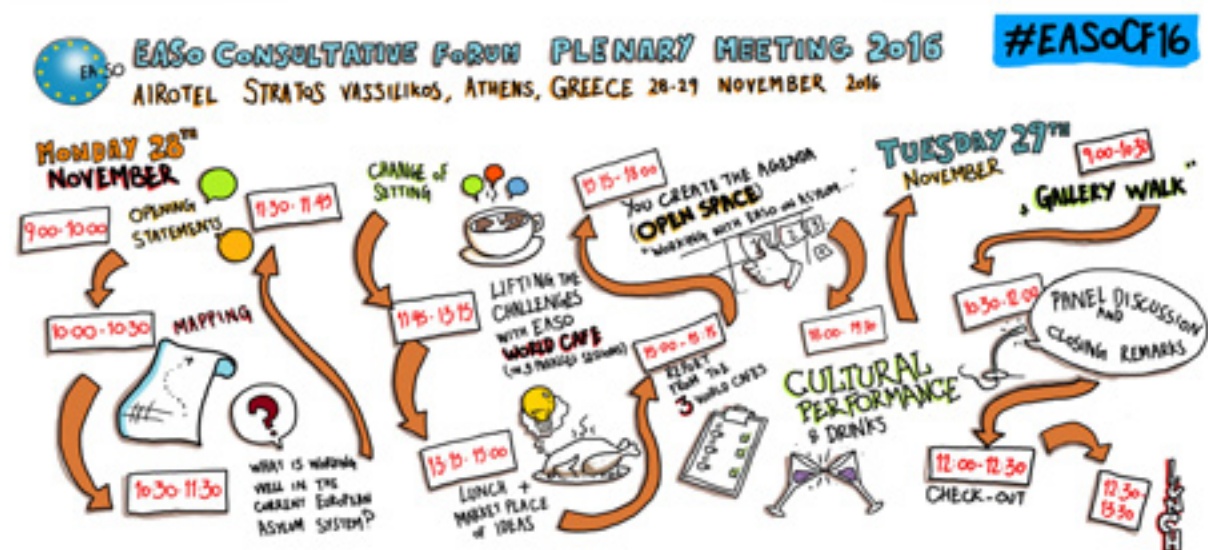 EASO
EASO CONSULTATIVE FORUM PLENARY MEETING 2016
#EASOCF16
AIROTEL STRATOS VASSILIKOS, ATHENS, GREECE 28-29 NOVEMBER 2016
MONDAY 28TH
NOVEMBER
9:00-10:00
OPENING
STATEMENTS
10:00-10:30
MAPPING
10:30-11:30
?
WHAT IS WORKING
WELL IN THE
CURRENT EUROPEAN
ASYLUM SYSTEM?
11:30-11:45
CHANGE OF
SETTING
11:45-13:15
LIFTING THE
CHALLENGES
WITH EASO
WORLD CAFE
(IN 3 PARALLEL SESSIONS)
13:15-15:00
LUNCH +
MARKET PLACE
OF IDEAS
15:00-15:15
REPORT
FROM THE
3 WORLD CAFES
15:15-18:00
YOU CREATE THE AGENDA
(OPEN SPACE)
"WORKING WITH EASO ON ASYLUM..."
18:00-19:30
CULTURAL
PERFORMANCE
& DRINKS
TUESDAY 29TH
NOVEMBER
9:00-10:30
"GALLERY WALK"
10:30-12:00
PANEL DISCUSSION
AND
CLOSING REMARKS
12:00-12:30
CHECK-OUT
12:30-
13:30
LUNCH